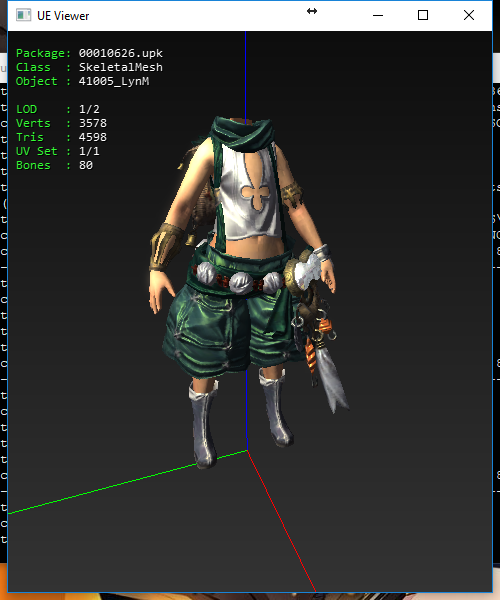 UE Viewer
Package: 00010626.upk
Class : SkeletalMesh
Object : 41005_LynM
LOD : 1/2
Verts : 3578
Tris : 4598
UV Set : 1/1
Bones : 80